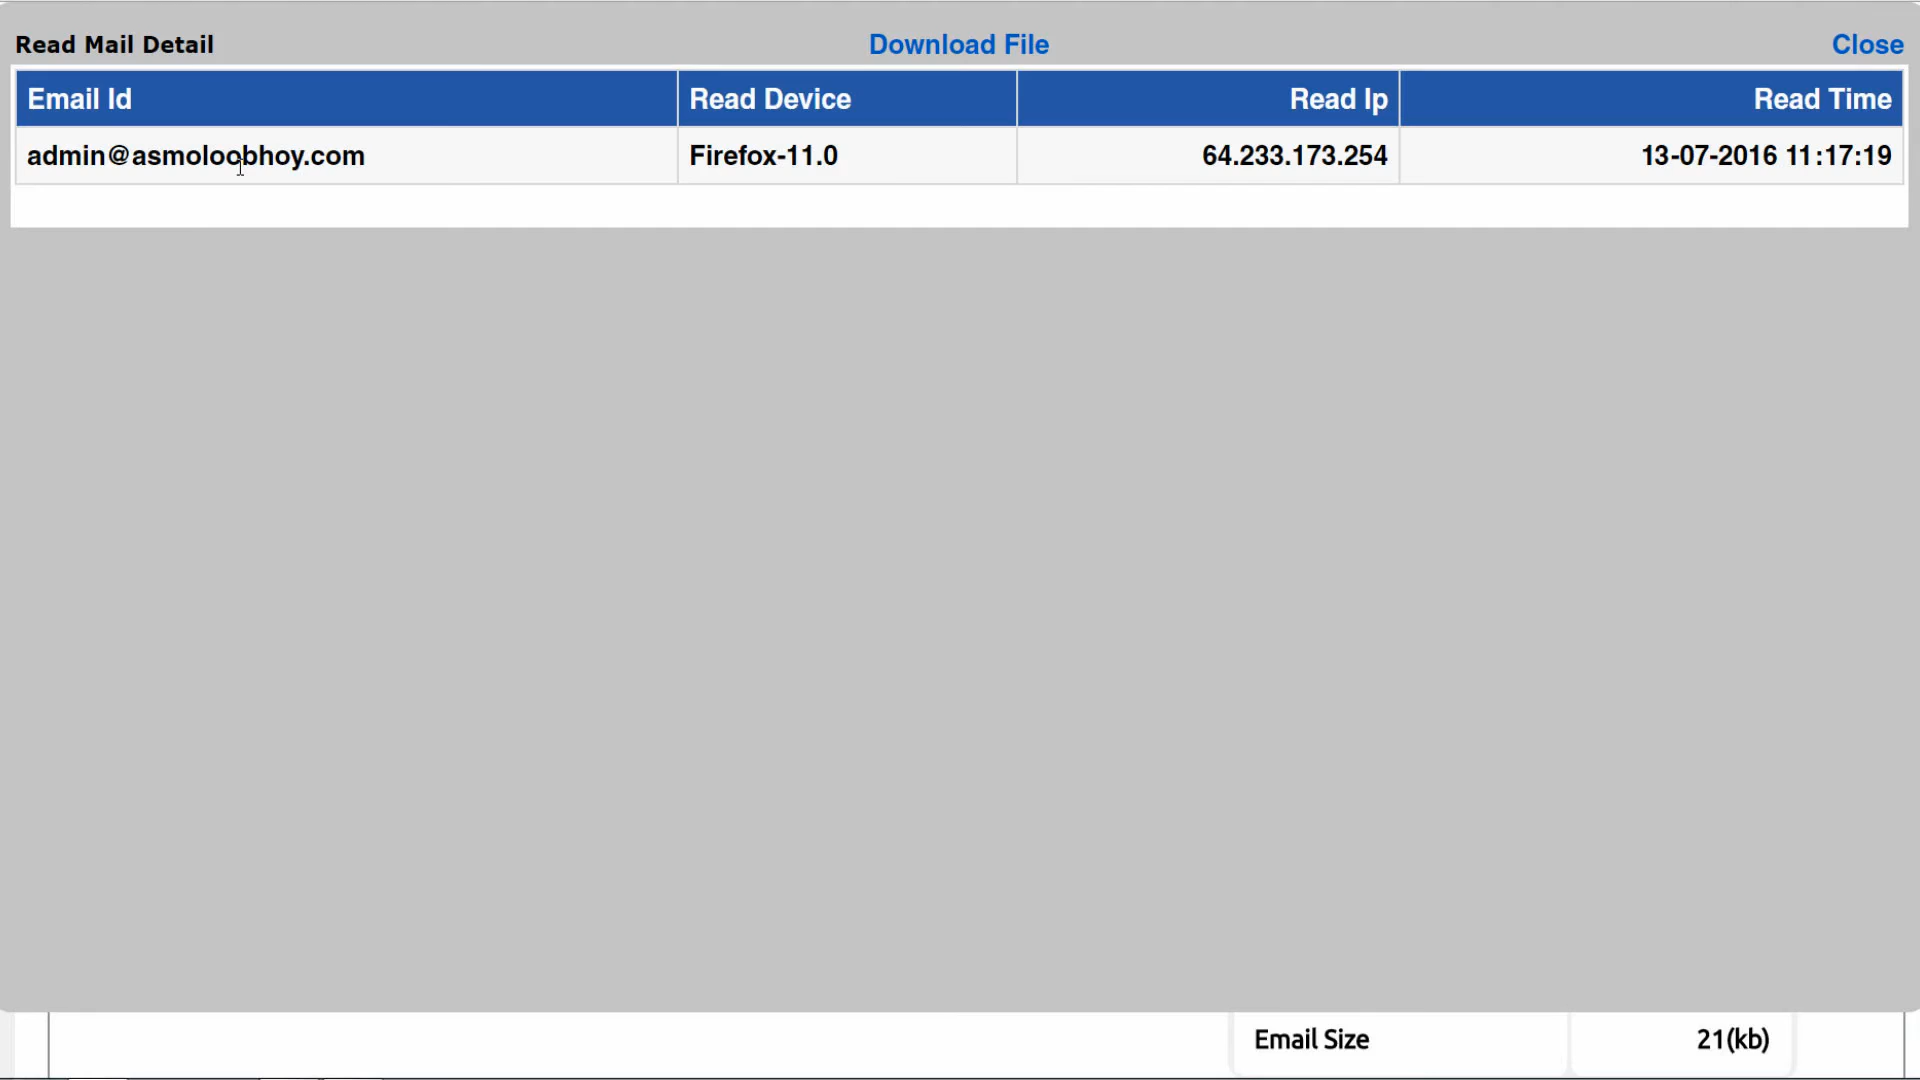 Read Mail Detail Download File Close
Email Id Read Device Read Ip Read Time
admin@asmoloobhoy.com Firefox-11.0 64.233.173.254 13-07-2016 11:17:19
Email Size 21(kb)